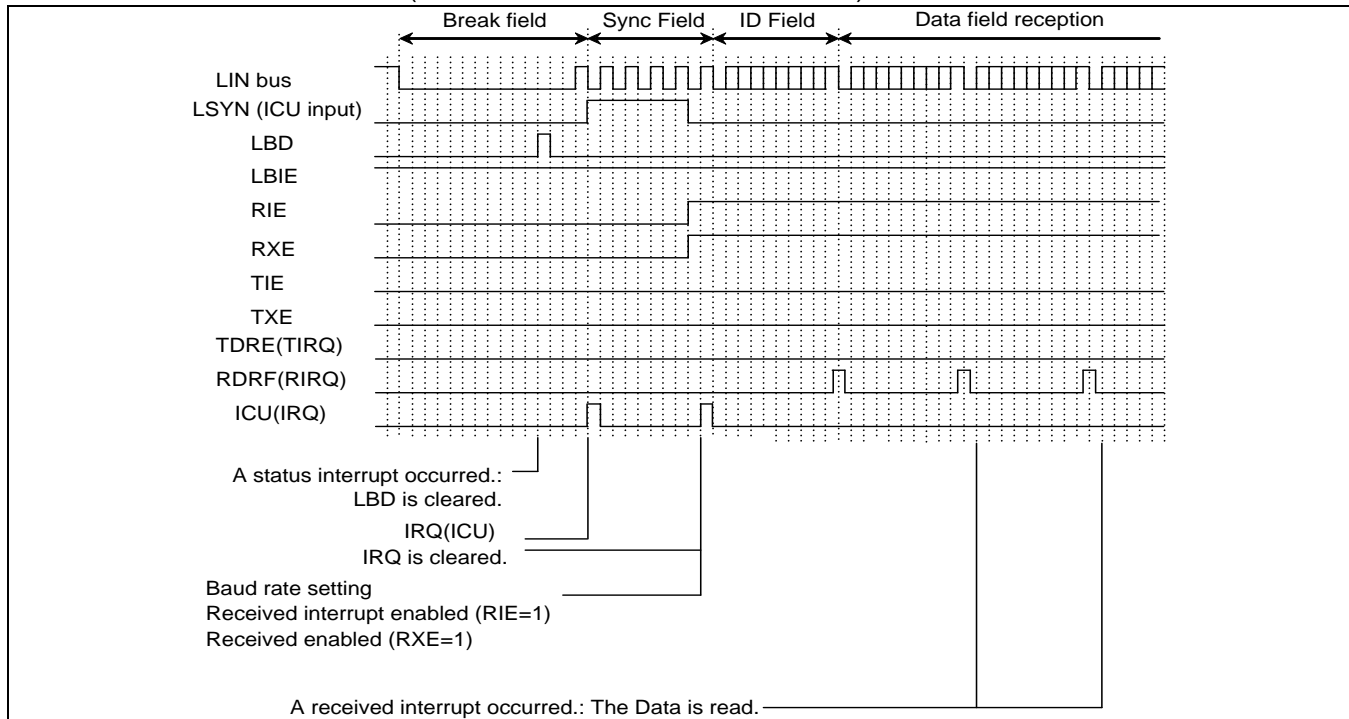 Break field Sync Field ID Field Data field reception
LIN bus
LSYN (ICU input)
LBD
LBIE
RIE
RXE
TIE
TXE
TDRE(TIRQ)
RDRF(RIRQ)
ICU(IRQ)
A status interrupt occurred.:
LBD is cleared.
IRQ(ICU)
IRQ is cleared.
Baud rate setting
Received interrupt enabled (RIE=1)
Received enabled (RXE=1)
A received interrupt occurred.: The Data is read.